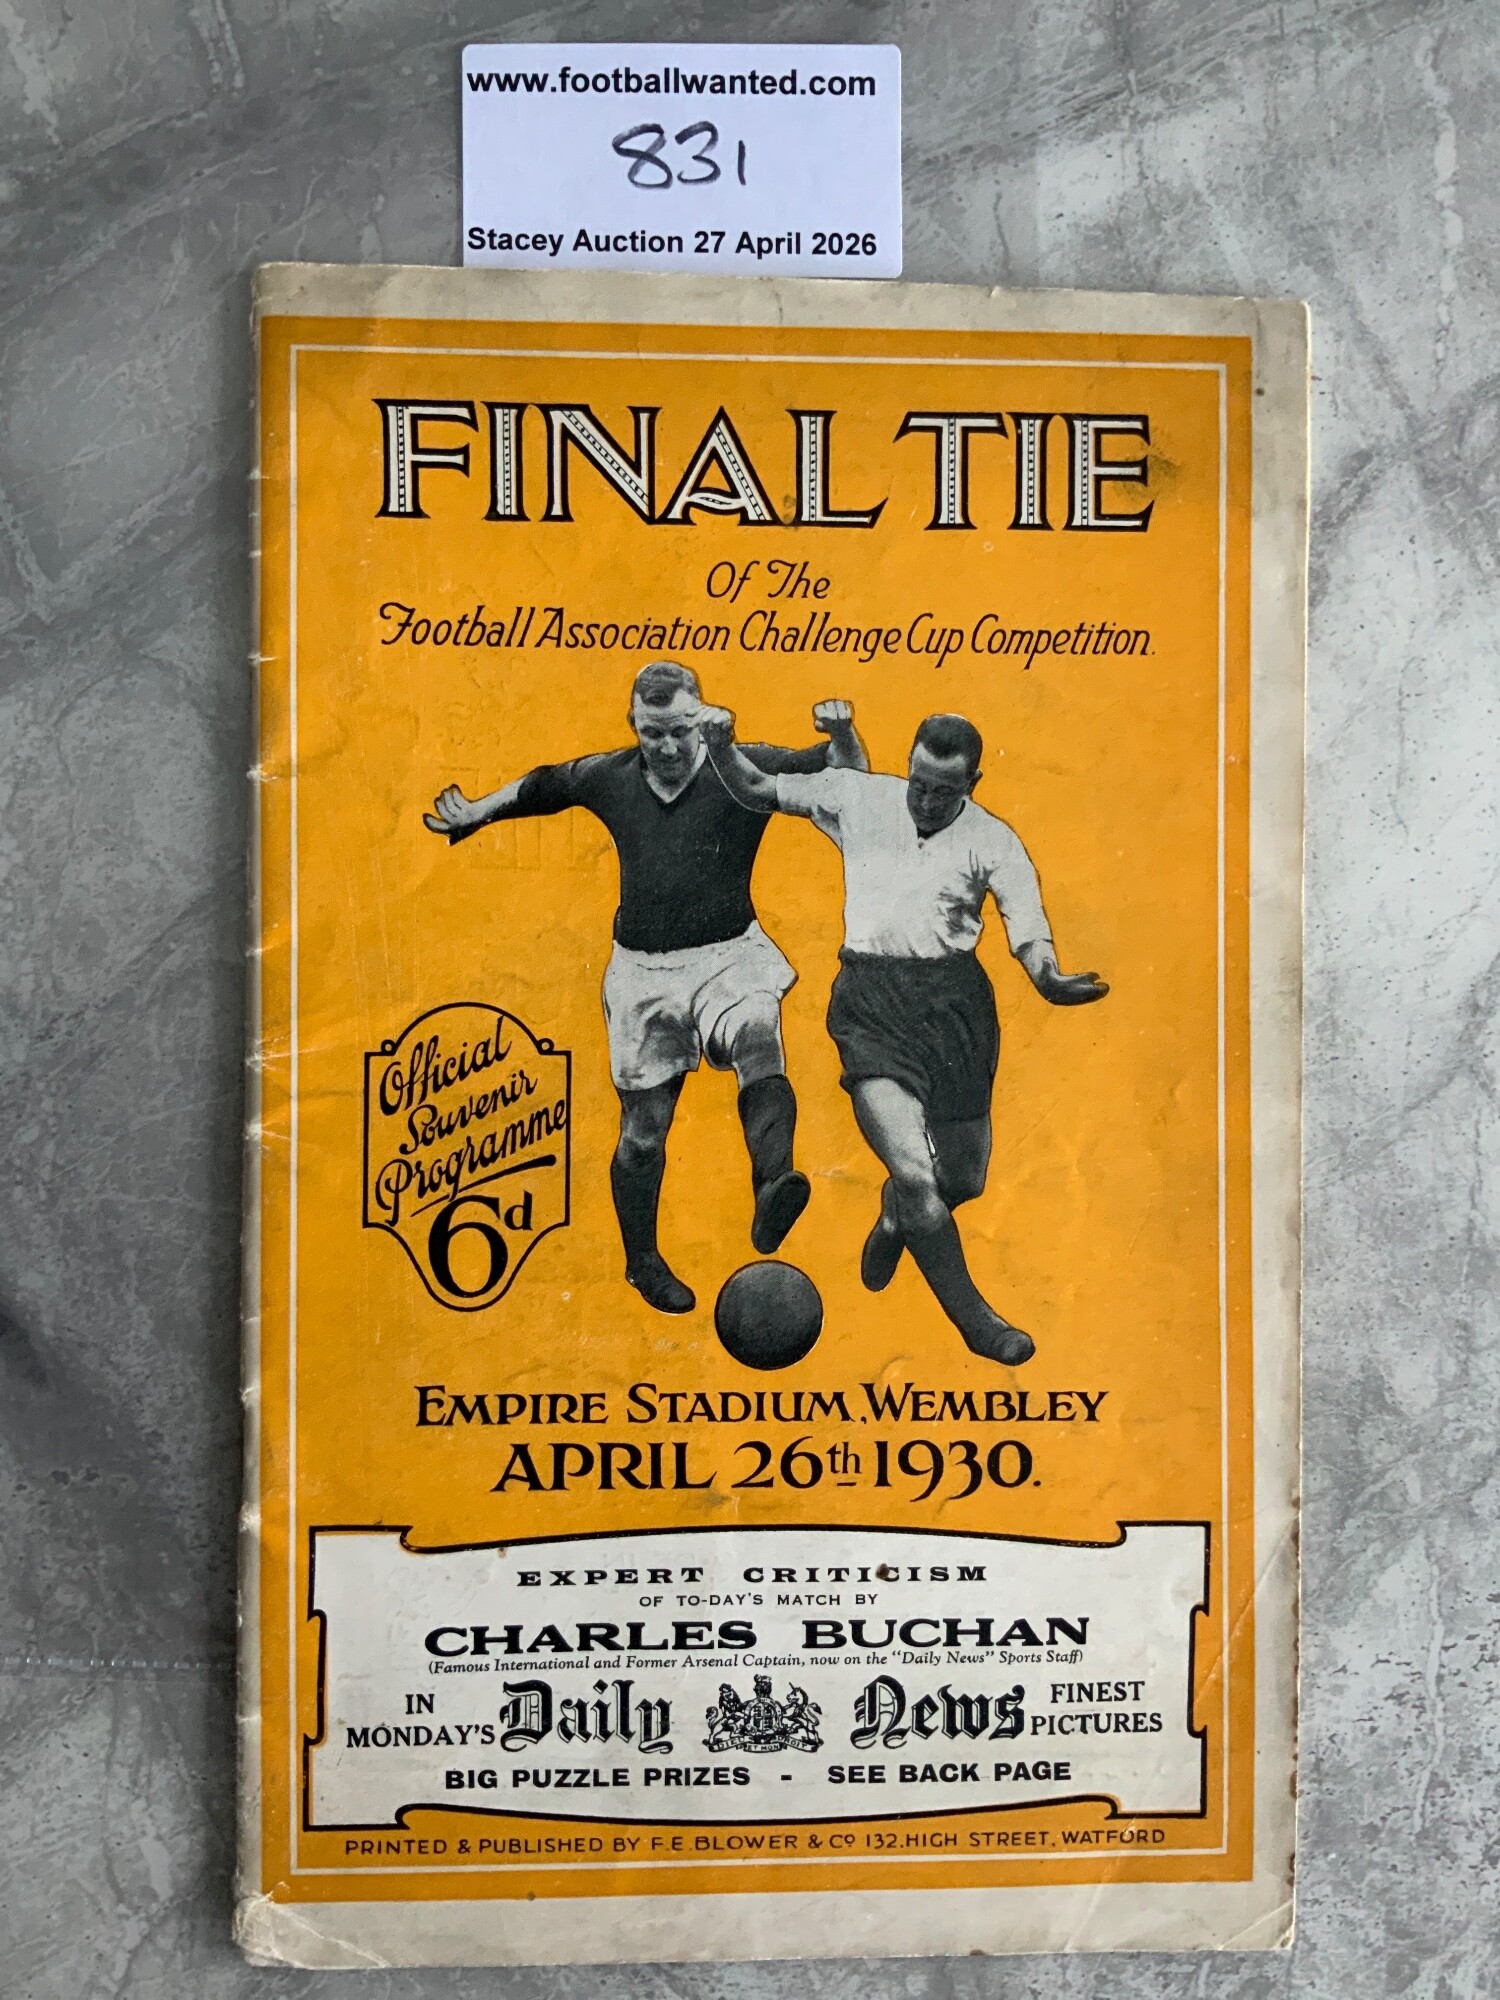 www.footballwanted.com
831
Stacey Auction 27 April 2026
FINAL TIE
Of The
Football Association Challenge Cup Competition.
Official
Souvenir
Programme
6d
EMPIRE STADIUM, WEMBLEY
APRIL 26th 1930.
EXPERT CRITICISM
OF TO-DAY'S MATCH BY
CHARLES BUCHAN
(Famous International and Former Arsenal Captain, now on the "Daily News" Sports Staff)
IN MONDAY'S Daily News FINEST PICTURES
BIG PUZZLE PRIZES - SEE BACK PAGE
PRINTED & PUBLISHED BY F.E. BLOWER & Co 132, HIGH STREET, WATFORD